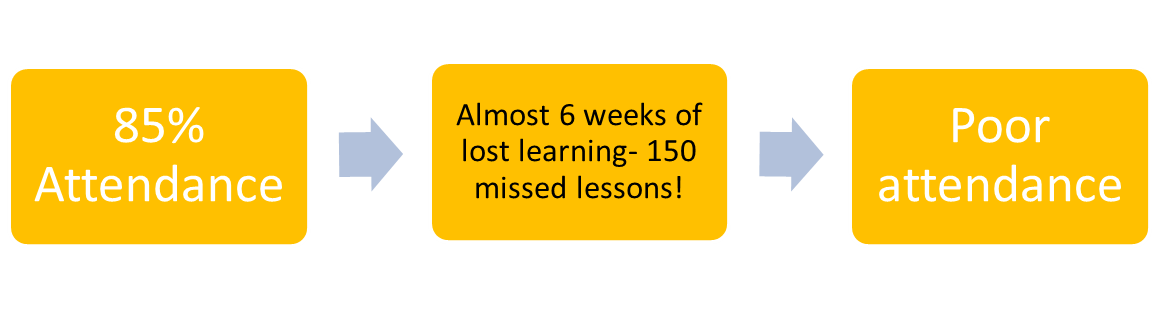 85%
Attendance
Almost 6 weeks of
lost learning- 150
missed lessons!
Poor
attendance